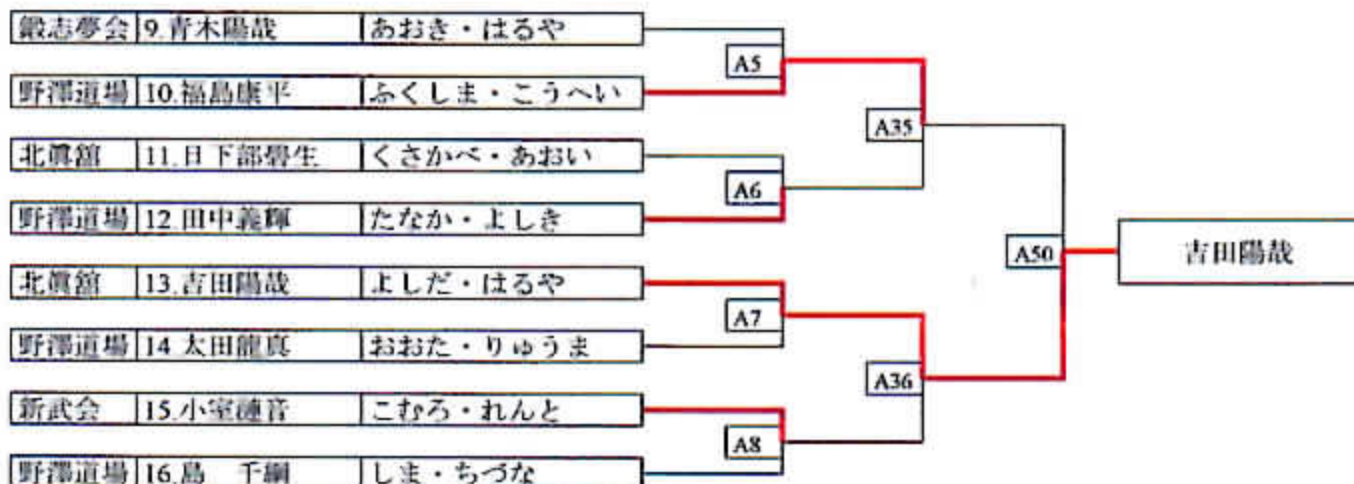 鍛志夢会 9.青木陽哉 あおき・はるや
A5
野澤道場 10.福島康平 ふくしま・こうへい
A35
北眞舘 11.日下部碧生 くさかべ・あおい
A6
野澤道場 12.田中義輝 たなか・よしき
A50 吉田陽哉
北眞舘 13.吉田陽哉 よしだ・はるや
A7
野澤道場 14 太田龍真 おおた・りゅうま
A36
新武会 15.小室漣音 こむろ・れんと
A8
野澤道場 16.島 千綱 しま・ちづな